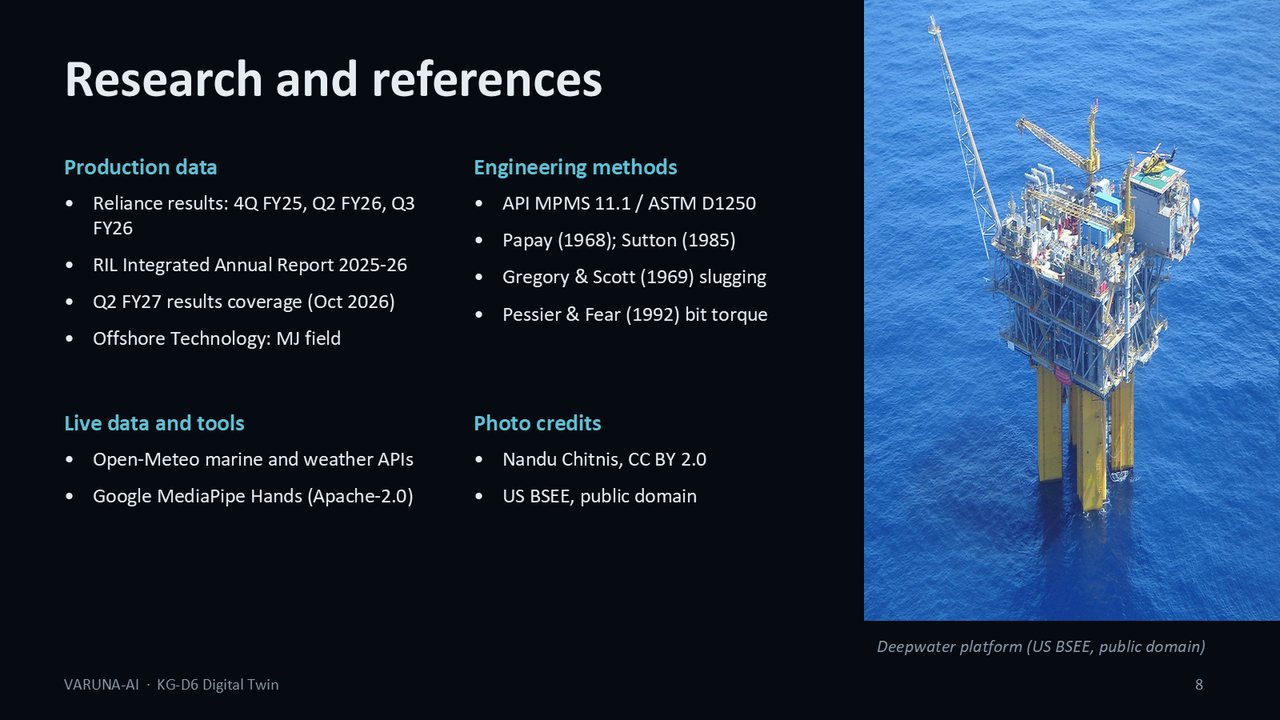 Research and references
Production data
• Reliance results: 4Q FY25, Q2 FY26, Q3
FY26
• RIL Integrated Annual Report 2025-26
• Q2 FY27 results coverage (Oct 2026)
• Offshore Technology: MJ field
Engineering methods
• API MPMS 11.1 / ASTM D1250
• Papay (1968); Sutton (1985)
• Gregory & Scott (1969) slugging
• Pessier & Fear (1992) bit torque
Live data and tools
• Open-Meteo marine and weather APIs
• Google MediaPipe Hands (Apache-2.0)
Photo credits
• Nandu Chitnis, CC BY 2.0
• US BSEE, public domain
Deepwater platform (US BSEE, public domain)
VARUNA-AI · KG-D6 Digital Twin
8